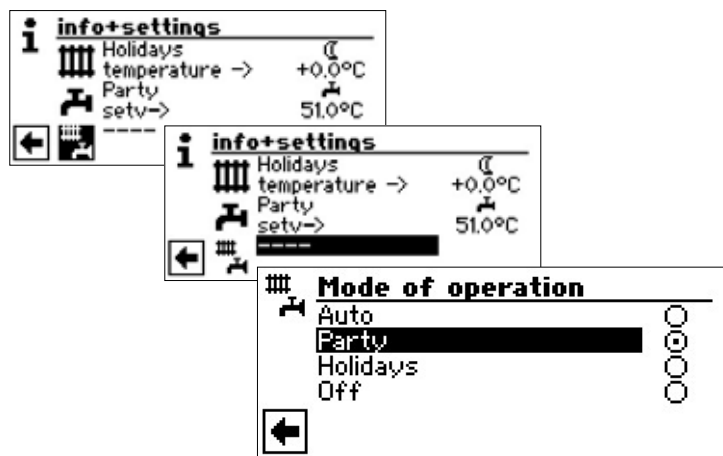 info+settings
Holidays
temperature -> +0.0°C
Party
setv-> 51.0°C
----
info+settings
Holidays
temperature -> +0.0°C
Party
setv-> 51.0°C
----
Mode of operation
Auto
Party
Holidays
Off